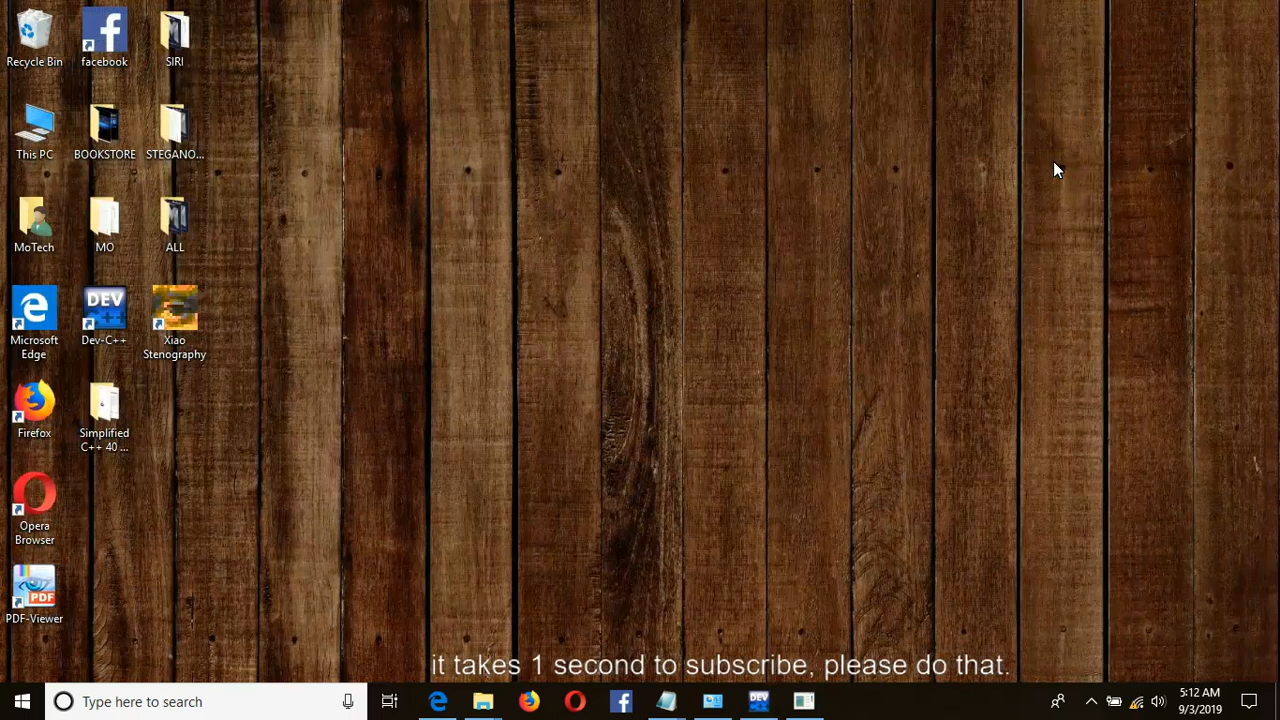 Recycle Bin
facebook
SIRI
This PC
BOOKSTORE
STEGANO...
MoTech
MO
ALL
Microsoft
Edge
DEV
Dev-C++
Xiao
Stenography
Firefox
Simplified
C++ 40 ...
Opera
Browser
PDF
PDF-Viewer
it takes 1 second to subscribe, please do that.
Type here to search
DEV
5:12 AM
9/3/2019